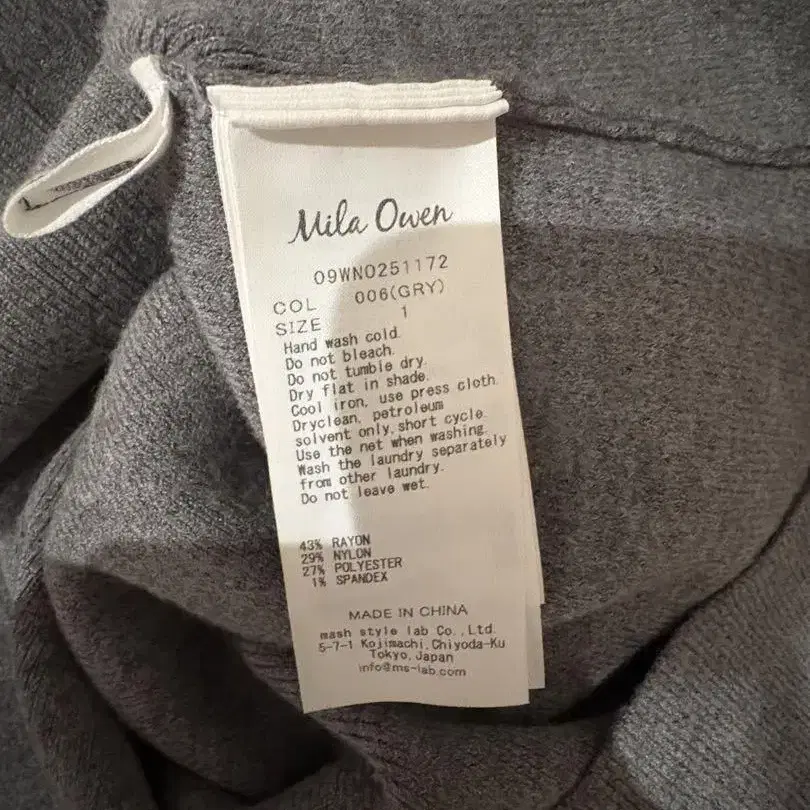 Mila Owen
09WN0251172
COL 006(GRY)
SIZE 1
Hand wash cold.
Do not bleach.
Do not tumble dry.
Dry flat in shade.
Cool iron, use press cloth.
Dryclean, petroleum
solvent only, short cycle.
Use the net when washing.
Wash the laundry separately
from other laundry.
Do not leave wet.
43% RAYON
29% NYLON
27% POLYESTER
1% SPANDEX
MADE IN CHINA
mash style lab Co., Ltd.
5-7-1 Kojimachi, Chiyoda-Ku
Tokyo, Japan
info@ms-lab.com